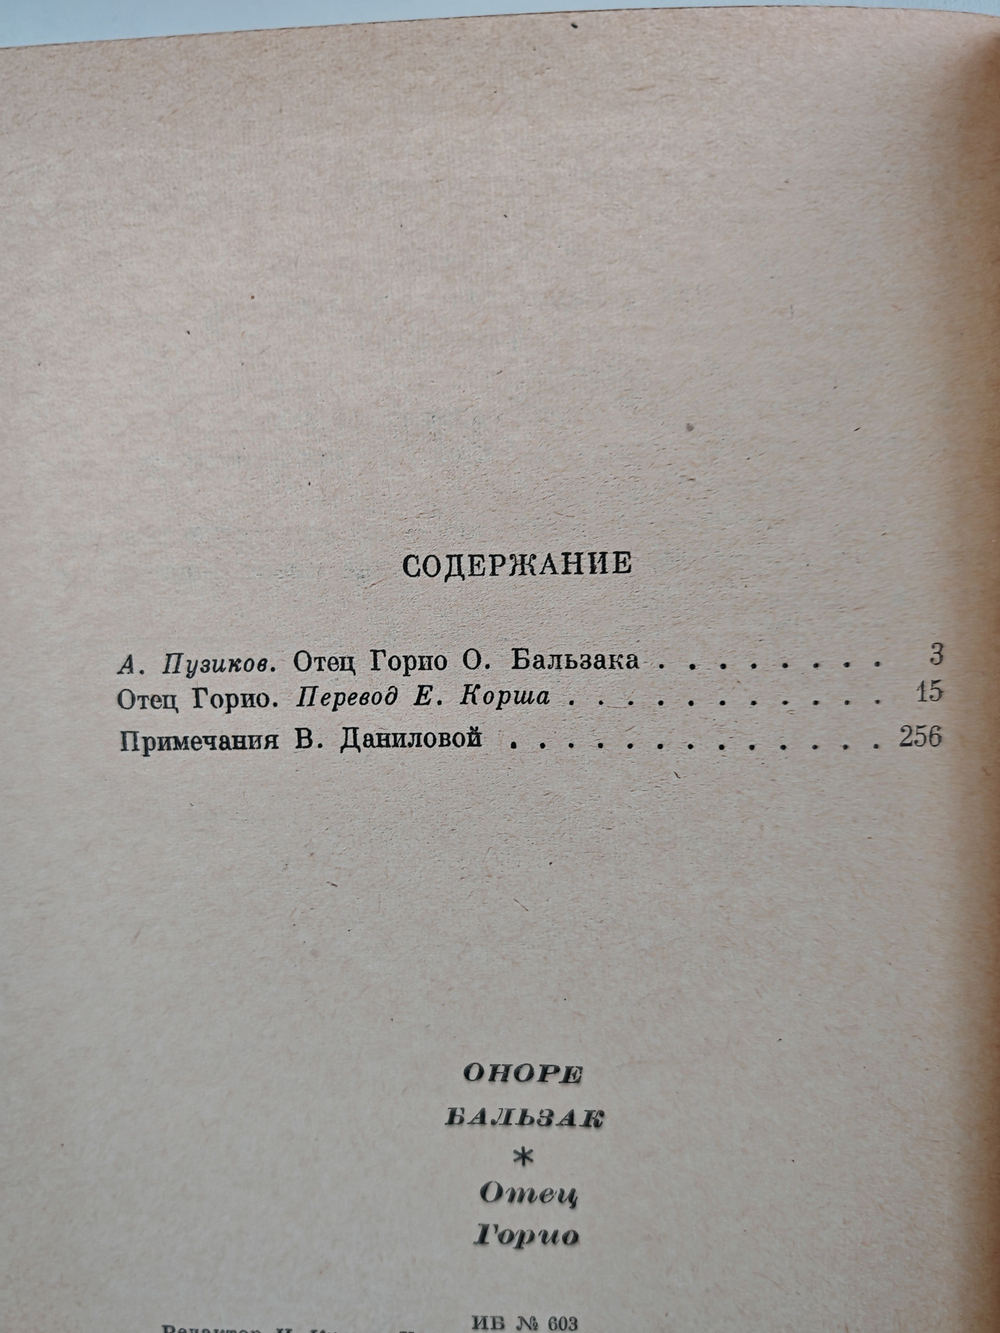 СОДЕРЖАНИЕ
А. Пузиков. Отец Горио О. Бальзака . . . . . . . . 3
Отец Горио. Перевод Е. Корша . . . . . . . . . . . 15
Примечания В. Даниловой . . . . . . . . . . . . . 256
ОНОРЕ
БАЛЬЗАК
*
Отец
Горио
ИБ № 603
Редактор